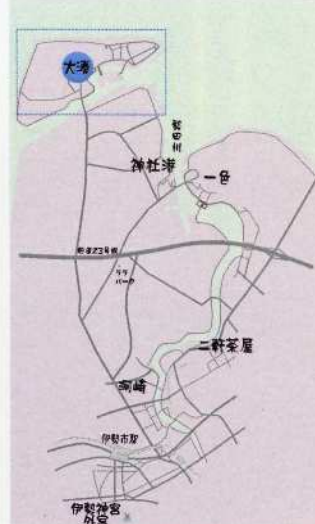 大湊
勢田川
神社港
一色
国道23号線
ララ
パーク
二軒茶屋
河崎
伊勢市駅
伊勢神宮
外宮